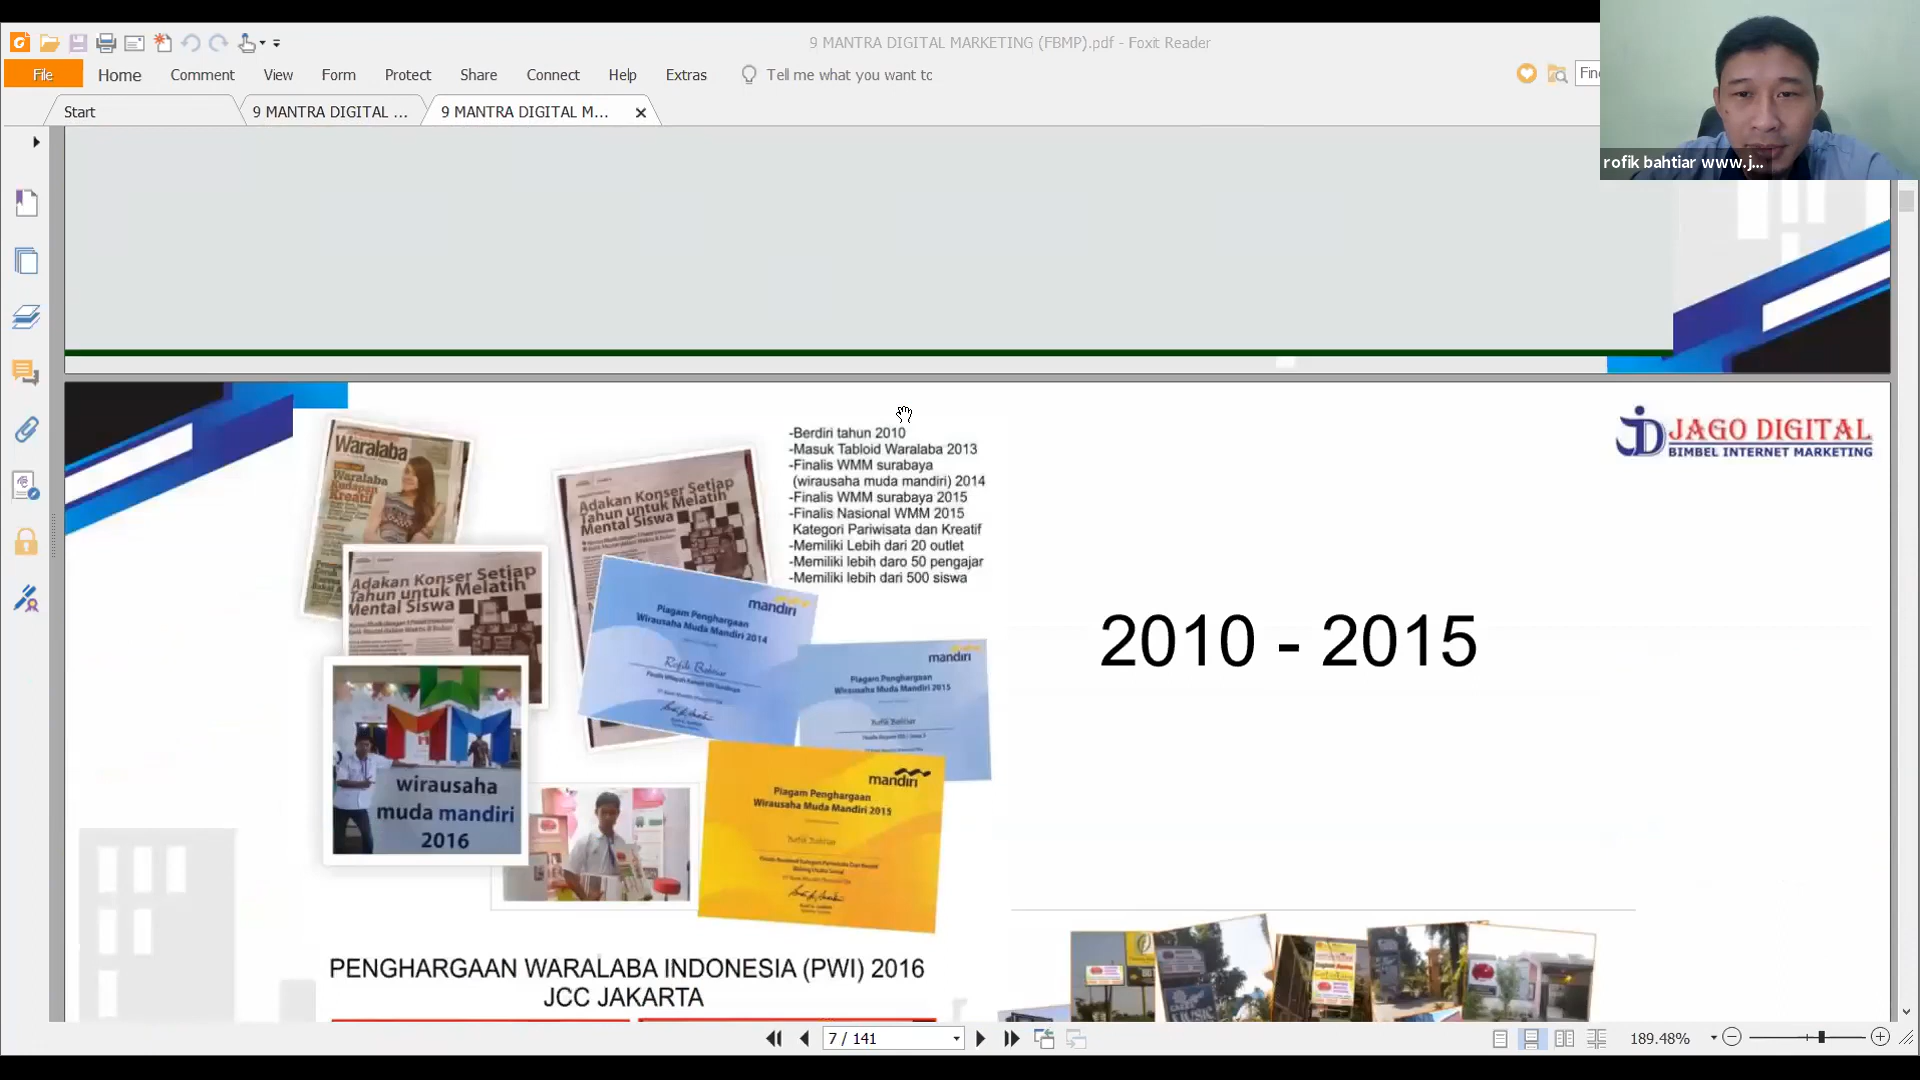 9 MANTRA DIGITAL MARKETING (FBMP).pdf - Foxit Reader
File Home Comment View Form Protect Share Connect Help Extras Tell me what you want to
Start 9 MANTRA DIGITAL ... 9 MANTRA DIGITAL M...
rofik bahtiar www.j...
JAGO DIGITAL
BIMBEL INTERNET MARKETING
-Berdiri tahun 2010
-Masuk Tabloid Waralaba 2013
-Finalis WMM surabaya
(wirausaha muda mandiri) 2014
-Finalis WMM surabaya 2015
-Finalis Nasional WMM 2015
Kategori Pariwisata dan Kreatif
-Memiliki Lebih dari 20 outlet
-Memiliki lebih daro 50 pengajar
-Memiliki lebih dari 500 siswa
2010 - 2015
Waralaba
Waralaba
Kudapan
Kreatif
Adakan Konser Setiap
Tahun untuk Melatih
Mental Siswa
Adakan Konser Setiap
Tahun untuk Melatih
Mental Siswa
mandiri
Piagam Penghargaan
Wirausaha Muda Mandiri 2014
mandiri
Piagam Penghargaan
Wirausaha Muda Mandiri 2015
wirausaha
muda mandiri
2016
mandiri
Piagam Penghargaan
Wirausaha Muda Mandiri 2015
PENGHARGAAN WARALABA INDONESIA (PWI) 2016
JCC JAKARTA
7 / 141
189.48%